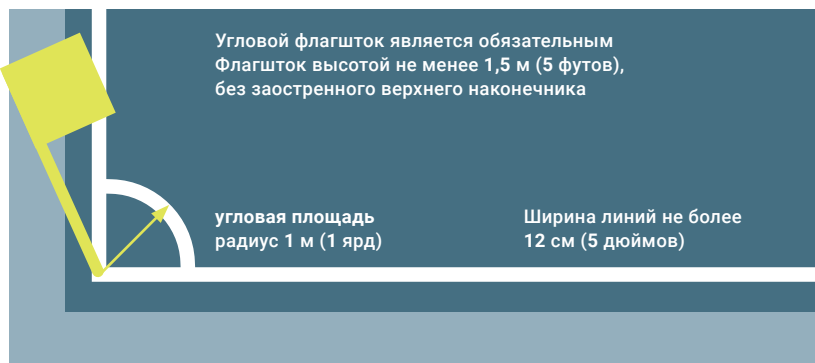 Угловой флагшток является обязательным
Флагшток высотой не менее 1,5 м (5 футов),
без заостренного верхнего наконечника
угловая площадь
радиус 1 м (1 ярд)
Ширина линий не более
12 см (5 дюймов)